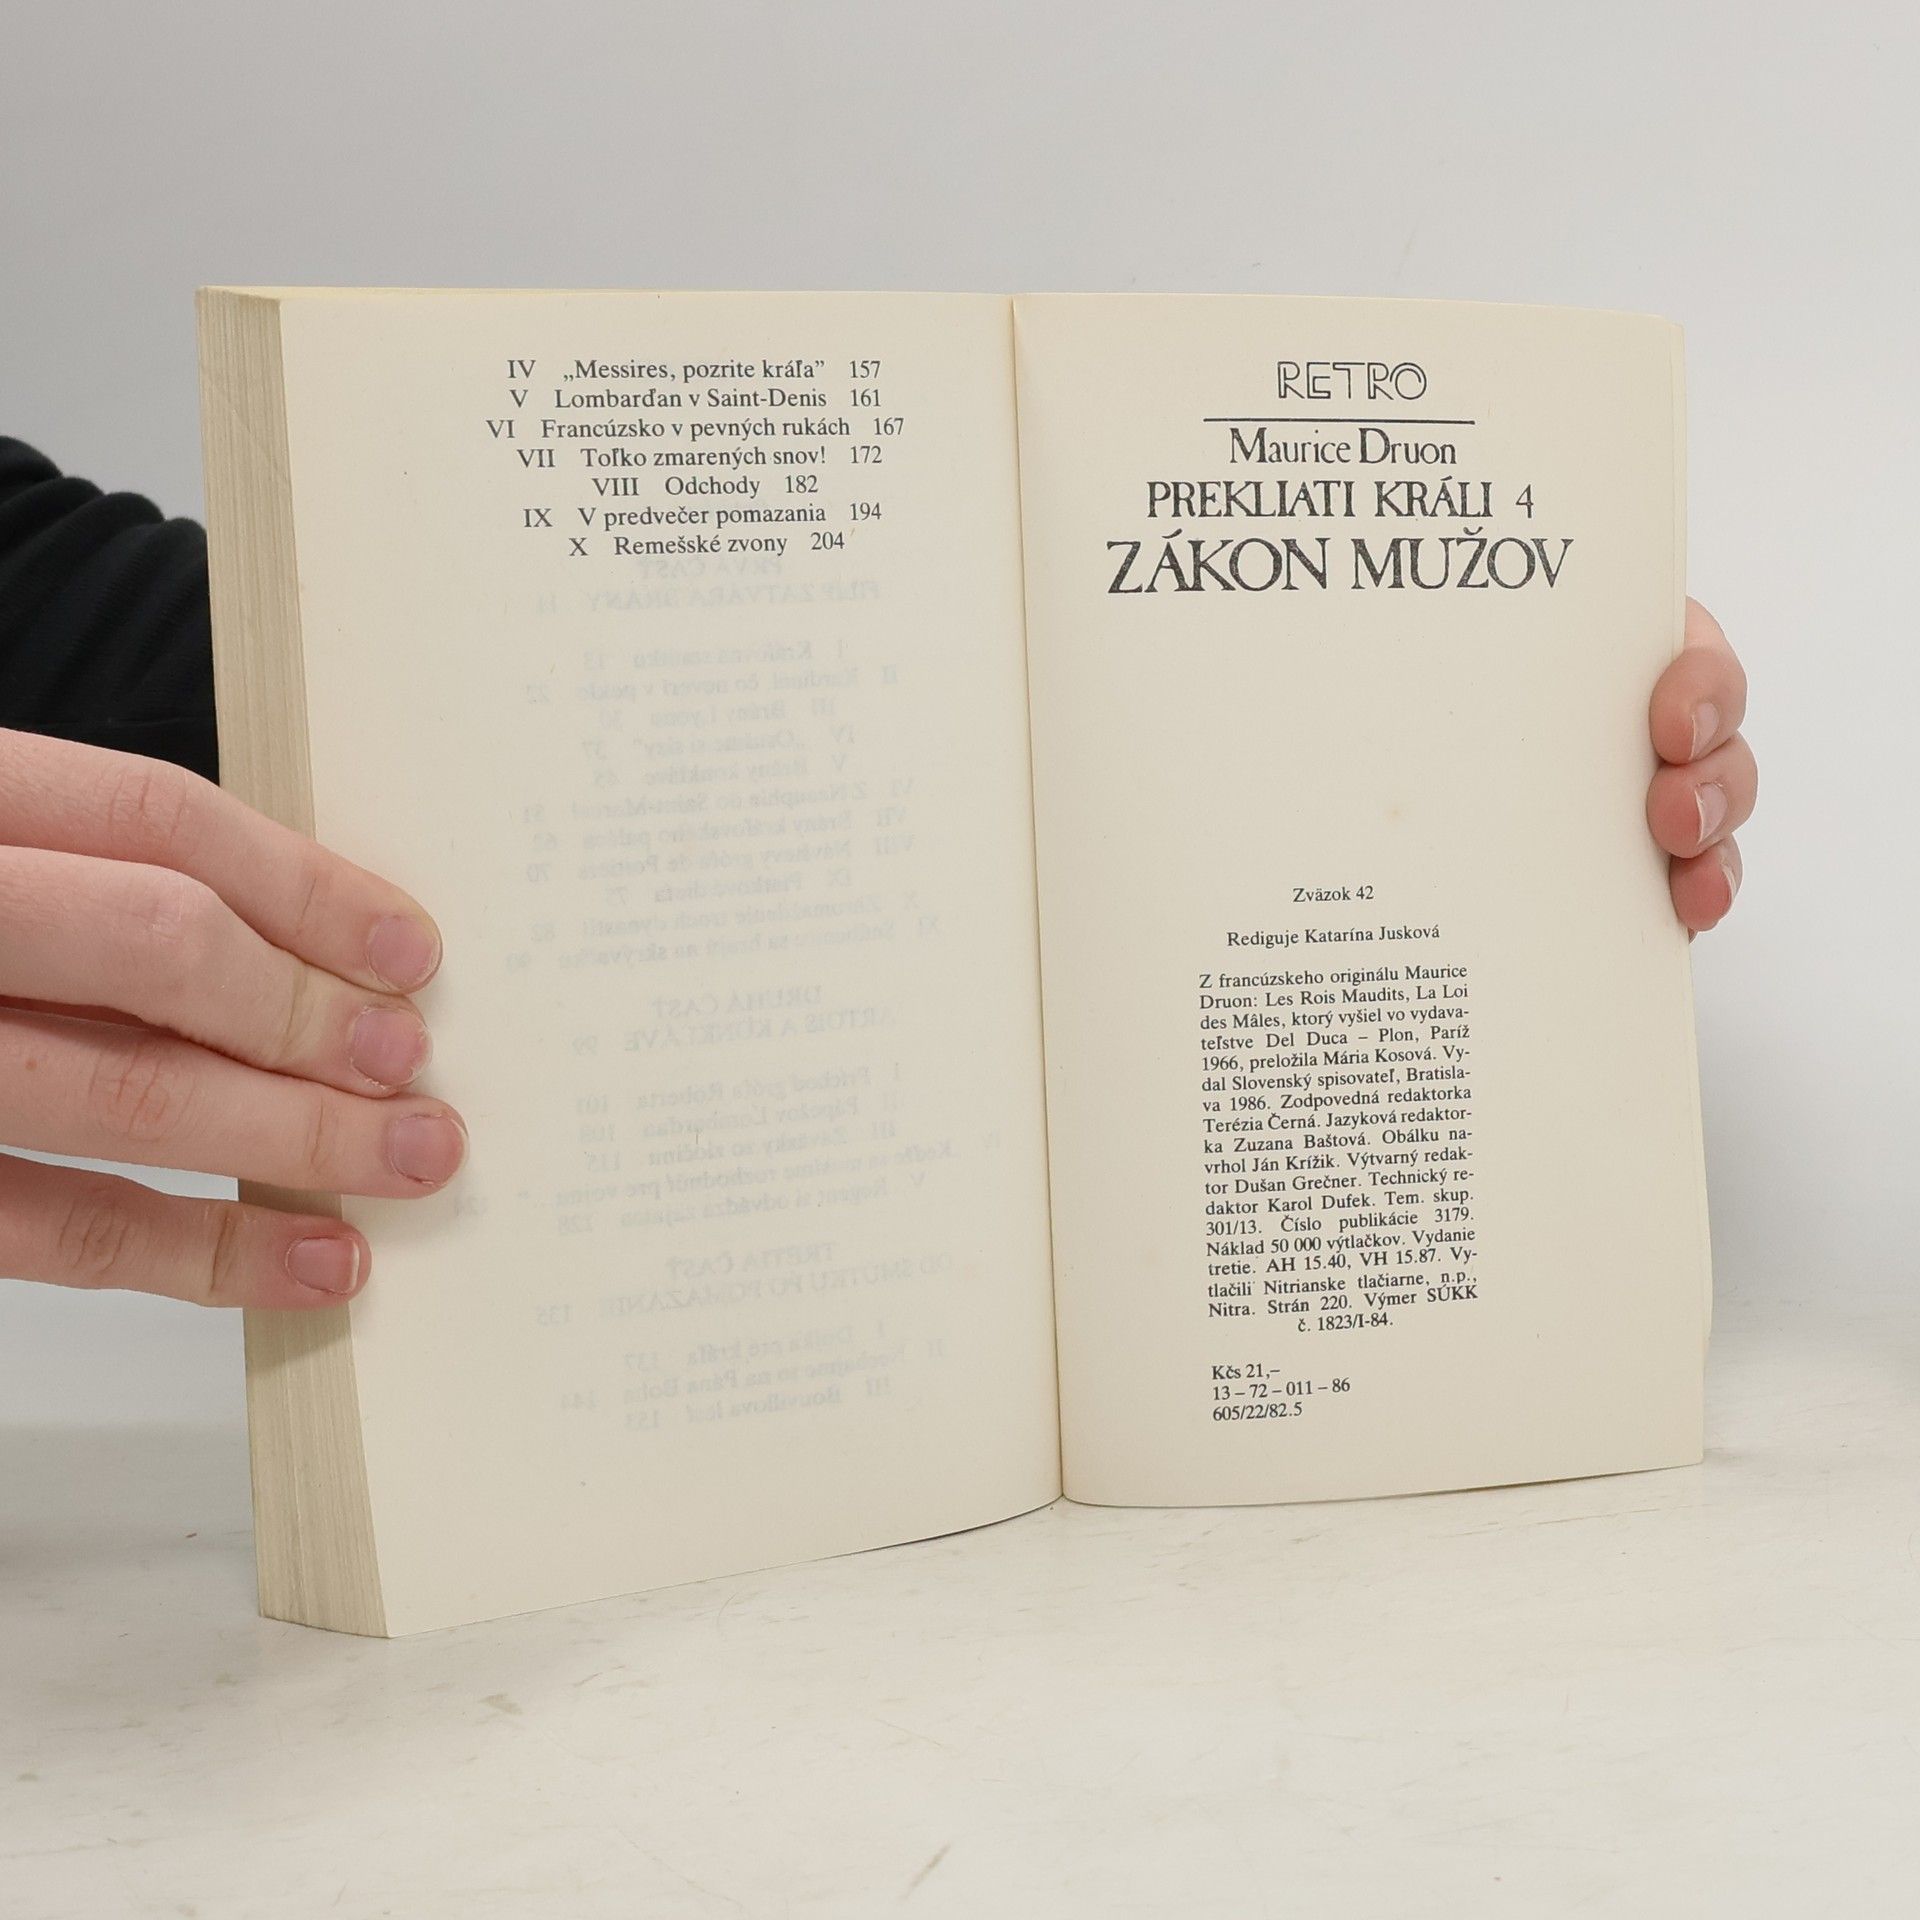 IV „Messires, pozrite kráľa” 157
V Lombarďan v Saint-Denis 161
VI Francúzsko v pevných rukách 167
VII Toľko zmarených snov! 172
VIII Odchody 182
IX V predvečer pomazania 194
X Remešské zvony 204
RETRO
Maurice Druon
PREKLIATI KRÁLI 4
ZÁKON MUŽOV
Zväzok 42
Rediguje Katarína Jusková
Z francúzskeho originálu Maurice
Druon: Les Rois Maudits, La Loi
des Mâles, ktorý vyšiel vo vydava-
teľstve Del Duca – Plon, Paríž
1966, preložila Mária Kosová. Vy-
dal Slovenský spisovateľ, Bratisla-
va 1986. Zodpovedná redaktorka
Terézia Černá. Jazyková redaktor-
ka Zuzana Baštová. Obálku na-
vrhol Ján Krížik. Výtvarný redak-
tor Dušan Grečner. Technický re-
daktor Karol Dufek. Tem. skup.
301/13. Číslo publikácie 3179.
Náklad 50 000 výtlačkov. Vydanie
tretie. AH 15.40, VH 15.87. Vy-
tlačili Nitrianske tlačiarne, n.p.,
Nitra. Strán 220. Výmer SÚKK
č. 1823/I-84.
Kčs 21,–
13 – 72 – 011 – 86
605/22/82.5